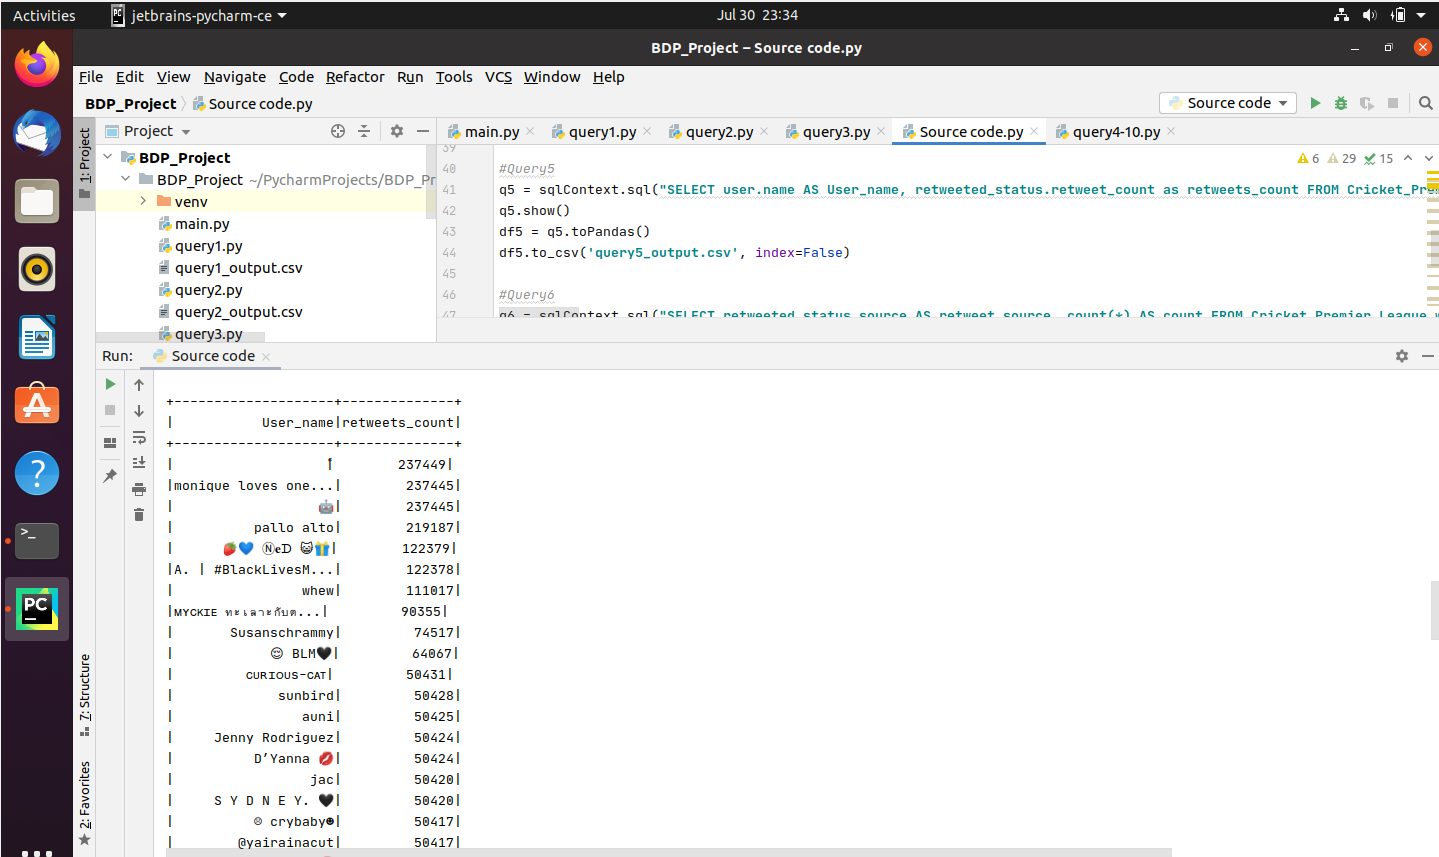 Activities jetbrains-pycharm-ce Jul 30 23:34
BDP_Project – Source code.py
File Edit View Navigate Code Refactor Run Tools VCS Window Help
BDP_Project Source code.py Source code
1: Project
Project
main.py query1.py query2.py query3.py Source code.py query4-10.py
BDP_Project
BDP_Project ~/PycharmProjects/BDP_Pr
venv
main.py
query1.py
query1_output.csv
query2.py
query2_output.csv
query3.py
6 29 15
39
40 #Query5
41 q5 = sqlContext.sql("SELECT user.name AS User_name, retweeted_status.retweet_count as retweets_count FROM Cricket_Prem
42 q5.show()
43 df5 = q5.toPandas()
44 df5.to_csv('query5_output.csv', index=False)
45
46 #Query6
47 q6 = sqlContext.sql("SELECT retweeted_status.source AS retweet_source, count(*) AS count FROM Cricket_Premier_League w
Run: Source code
+--------------------+--------------+
| User_name|retweets_count|
+--------------------+--------------+
| 237449|
|monique loves one...| 237445|
| 🤖| 237445|
| pallo alto| 219187|
| 🍓💙 ⓃeD 😺🎁| 122379|
|A. | #BlackLivesM...| 122378|
| whew| 111017|
|ᴍʏᴄᴋɪᴇ ทะเลาะกับต...| 90355|
| Susanschrammy| 74517|
| 😌 BLM🖤| 64067|
| ᴄᴜʀɪᴏᴜs-ᴄᴀᴛ| 50431|
| sunbird| 50428|
| auni| 50425|
| Jenny Rodriguez| 50424|
| D’Yanna 💋| 50424|
| jac| 50420|
| S Y D N E Y. 🖤| 50420|
| ☹ crybaby☻| 50417|
| @yairainacut| 50417|
7: Structure
2: Favorites